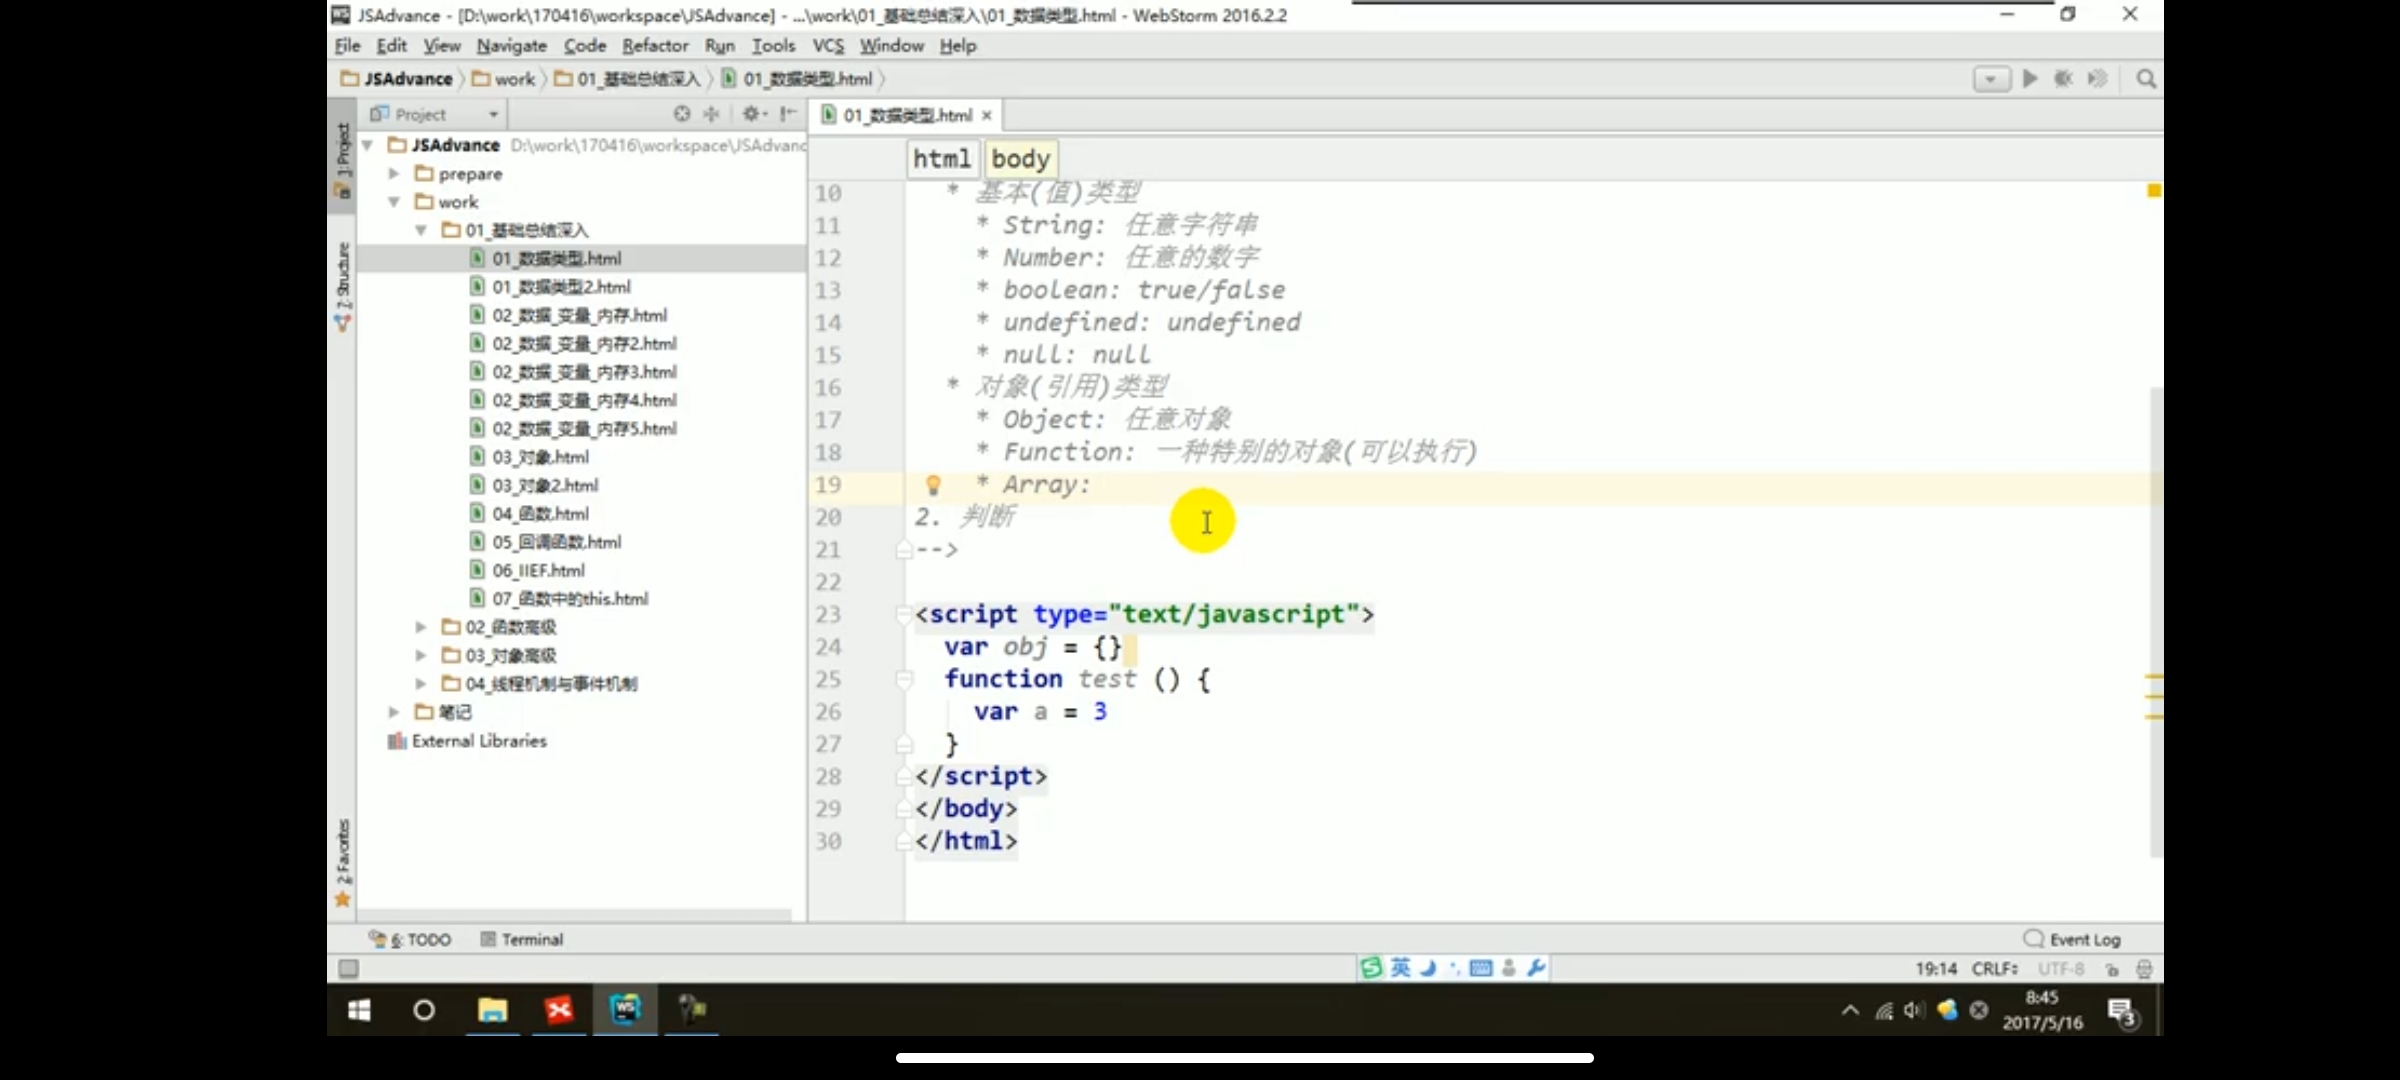 JSAdvance - [D:\work\170416\workspace\JSAdvance] - ...\work\01_基础总结深入\01_数据类型.html - WebStorm 2016.2.2
File Edit View Navigate Code Refactor Run Tools VCS Window Help
JSAdvance work 01_基础总结深入 01_数据类型.html
Project
01_数据类型.html
1: Project
7: Structure
2: Favorites
JSAdvance D:\work\170416\workspace\JSAdvanc
prepare
work
01_基础总结深入
01_数据类型.html
01_数据类型2.html
02_数据_变量_内存.html
02_数据_变量_内存2.html
02_数据_变量_内存3.html
02_数据_变量_内存4.html
02_数据_变量_内存5.html
03_对象.html
03_对象2.html
04_函数.html
05_回调函数.html
06_IIEF.html
07_函数中的this.html
02_函数高级
03_对象高级
04_线程机制与事件机制
笔记
External Libraries
html body
10 * 基本(值)类型
11 * String: 任意字符串
12 * Number: 任意的数字
13 * boolean: true/false
14 * undefined: undefined
15 * null: null
16 * 对象(引用)类型
17 * Object: 任意对象
18 * Function: 一种特别的对象(可以执行)
19 * Array:
20 2. 判断
21 -->
22
23 <script type="text/javascript">
24 var obj = {}
25 function test () {
26 var a = 3
27 }
28 </script>
29 </body>
30 </html>
6: TODO Terminal Event Log
英
19:14 CRLF UTF-8
WS
8:45
2017/5/16
3